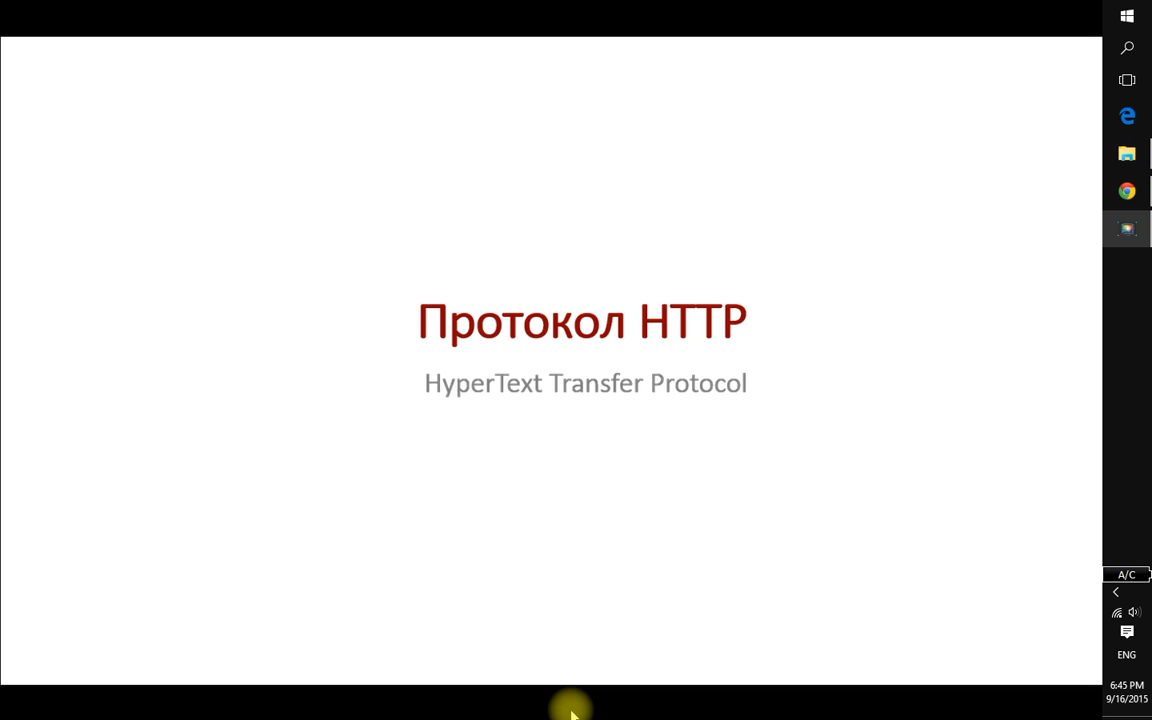 Протокол HTTP
HyperText Transfer Protocol
A/C
ENG
6:45 PM
9/16/2015